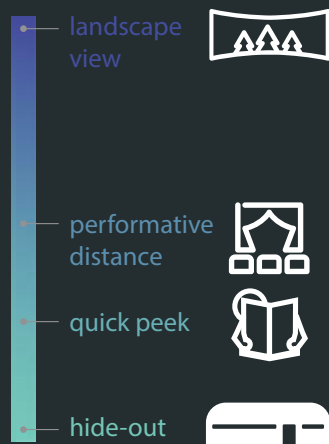 landscape
view
performative
distance
quick peek
hide-out